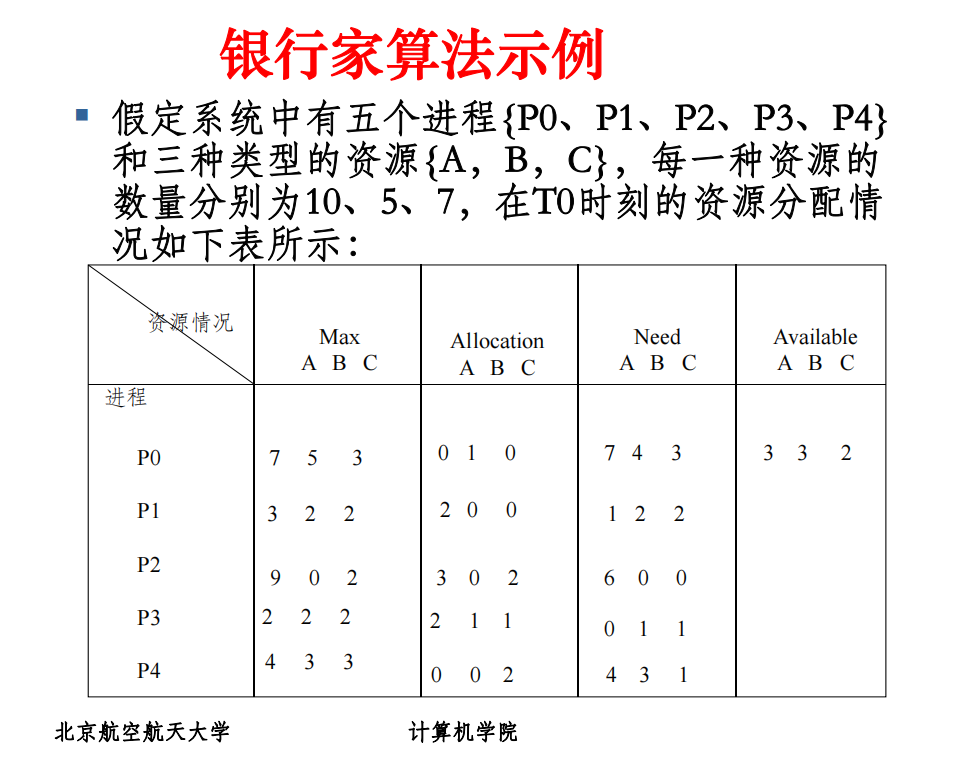 银行家算法示例
假定系统中有五个进程{P0、P1、P2、P3、P4}
和三种类型的资源{A，B，C}，每一种资源的
数量分别为10、5、7，在T0时刻的资源分配情
况如下表所示：
资源情况 Max Allocation Need Available
A B C A B C A B C A B C
进程
P0 7 5 3 0 1 0 7 4 3 3 3 2
P1 3 2 2 2 0 0 1 2 2
P2 9 0 2 3 0 2 6 0 0
P3 2 2 2 2 1 1 0 1 1
P4 4 3 3 0 0 2 4 3 1
北京航空航天大学 计算机学院